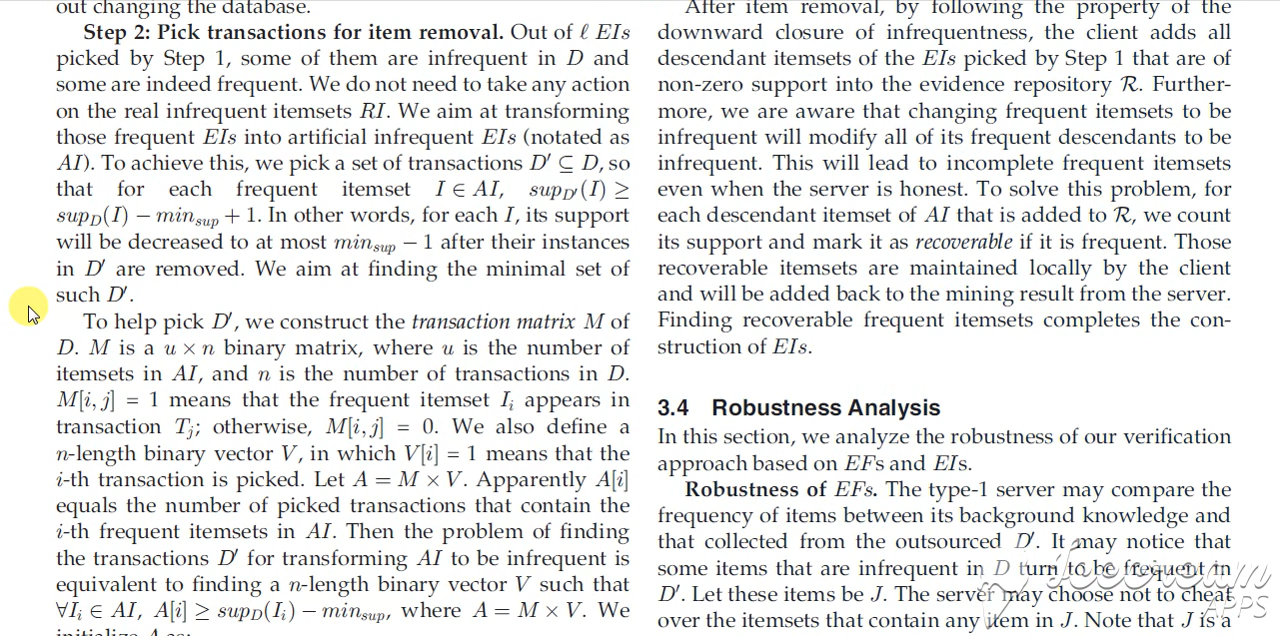 out changing the database.
Step 2: Pick transactions for item removal. Out of ℓ EIs
picked by Step 1, some of them are infrequent in D and
some are indeed frequent. We do not need to take any action
on the real infrequent itemsets RI. We aim at transforming
those frequent EIs into artificial infrequent EIs (notated as
AI). To achieve this, we pick a set of transactions D′ ⊆ D, so
that for each frequent itemset I ∈ AI, sup_D′(I) ≥
sup_D(I) − min_sup + 1. In other words, for each I, its support
will be decreased to at most min_sup − 1 after their instances
in D′ are removed. We aim at finding the minimal set of
such D′.
To help pick D′, we construct the transaction matrix M of
D. M is a u × n binary matrix, where u is the number of
itemsets in AI, and n is the number of transactions in D.
M[i, j] = 1 means that the frequent itemset I_i appears in
transaction T_j; otherwise, M[i, j] = 0. We also define a
n-length binary vector V, in which V[i] = 1 means that the
i-th transaction is picked. Let A = M × V. Apparently A[i]
equals the number of picked transactions that contain the
i-th frequent itemsets in AI. Then the problem of finding
the transactions D′ for transforming AI to be infrequent is
equivalent to finding a n-length binary vector V such that
∀I_i ∈ AI, A[i] ≥ sup_D(I_i) − min_sup, where A = M × V. We
After item removal, by following the property of the
downward closure of infrequentness, the client adds all
descendant itemsets of the EIs picked by Step 1 that are of
non-zero support into the evidence repository R. Further-
more, we are aware that changing frequent itemsets to be
infrequent will modify all of its frequent descendants to be
infrequent. This will lead to incomplete frequent itemsets
even when the server is honest. To solve this problem, for
each descendant itemset of AI that is added to R, we count
its support and mark it as recoverable if it is frequent. Those
recoverable itemsets are maintained locally by the client
and will be added back to the mining result from the server.
Finding recoverable frequent itemsets completes the con-
struction of EIs.
3.4 Robustness Analysis
In this section, we analyze the robustness of our verification
approach based on EFs and EIs.
Robustness of EFs. The type-1 server may compare the
frequency of items between its background knowledge and
that collected from the outsourced D′. It may notice that
some items that are infrequent in D turn to be frequent in
D′. Let these items be J. The server may choose not to cheat
over the itemsets that contain any item in J. Note that J is a
Icecream
APPS